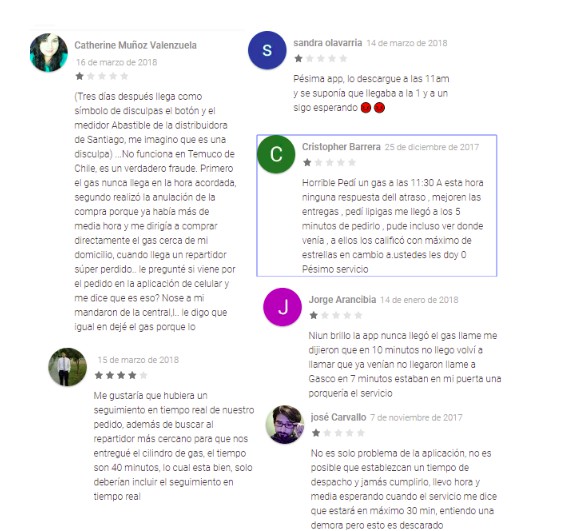 Catherine Muñoz Valenzuela
16 de marzo de 2018
(Tres días después llega como
símbolo de disculpas el botón y el
medidor Abastible de la distribuidora
de Santiago, me imagino que es una
disculpa) ...No funciona en Temuco de
Chile, es un verdadero fraude. Primero
el gas nunca llega en la hora acordada,
segundo realizó la anulación de la
compra porque ya había más de
media hora y me dirigía a comprar
directamente el gas cerca de mi
domicilio, cuando llega un repartidor
súper perdido.. le pregunté si viene por
el pedido en la aplicación de celular y
me dice que es eso? Nose a mi
mandaron de la central,l.. le digo que
igual en dejé el gas porque lo
15 de marzo de 2018
Me gustaría que hubiera un
seguimiento en tiempo real de nuestro
pedido, además de buscar al
repartidor más cercano para que nos
entregué el cilindro de gas, el tiempo
son 40 minutos, lo cual esta bien, solo
deberían incluir el seguimiento en
tiempo real
s
sandra olavarria 14 de marzo de 2018
Pésima app, lo descargue a las 11am
y se suponía que llegaba a la 1 y a un
sigo esperando
C
Cristopher Barrera 25 de diciembre de 2017
Horrible Pedí un gas a las 11:30 A esta hora
ninguna respuesta dell atraso , mejoren las
entregas , pedí lipigas me llegó a los 5
minutos de pedirlo , pude incluso ver donde
venía , a ellos los calificó con máximo de
estrellas en cambio a.ustedes les doy 0
Pésimo servicio
J
Jorge Arancibia 14 de enero de 2018
Niun brillo la app nunca llegó el gas llame me
dijieron que en 10 minutos no llego volví a
llamar que ya venían no llegaron llame a
Gasco en 7 minutos estaban en mi puerta una
porquería el servicio
josé Carvallo 7 de noviembre de 2017
No es solo problema de la aplicación, no es
posible que establezcan un tiempo de
despacho y jamás cumplirlo, llevo hora y
media esperando cuando el servicio me dice
que estará en máximo 30 min, entiendo una
demora pero esto es descarado